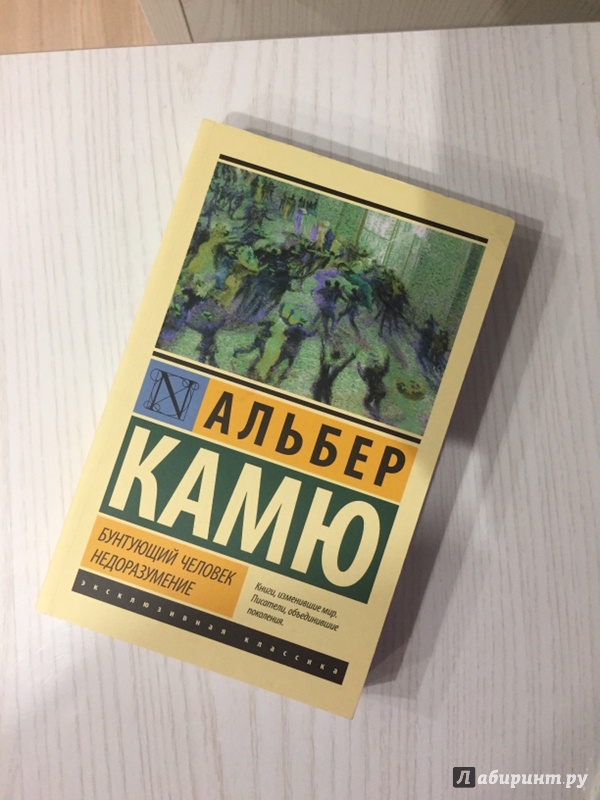 N АЛЬБЕР
КАМЮ
БУНТУЮЩИЙ ЧЕЛОВЕК
НЕДОРАЗУМЕНИЕ
Книги, изменившие мир.
Писатели, объединившие
поколения.
эксклюзивная классика
Лабиринт.ру